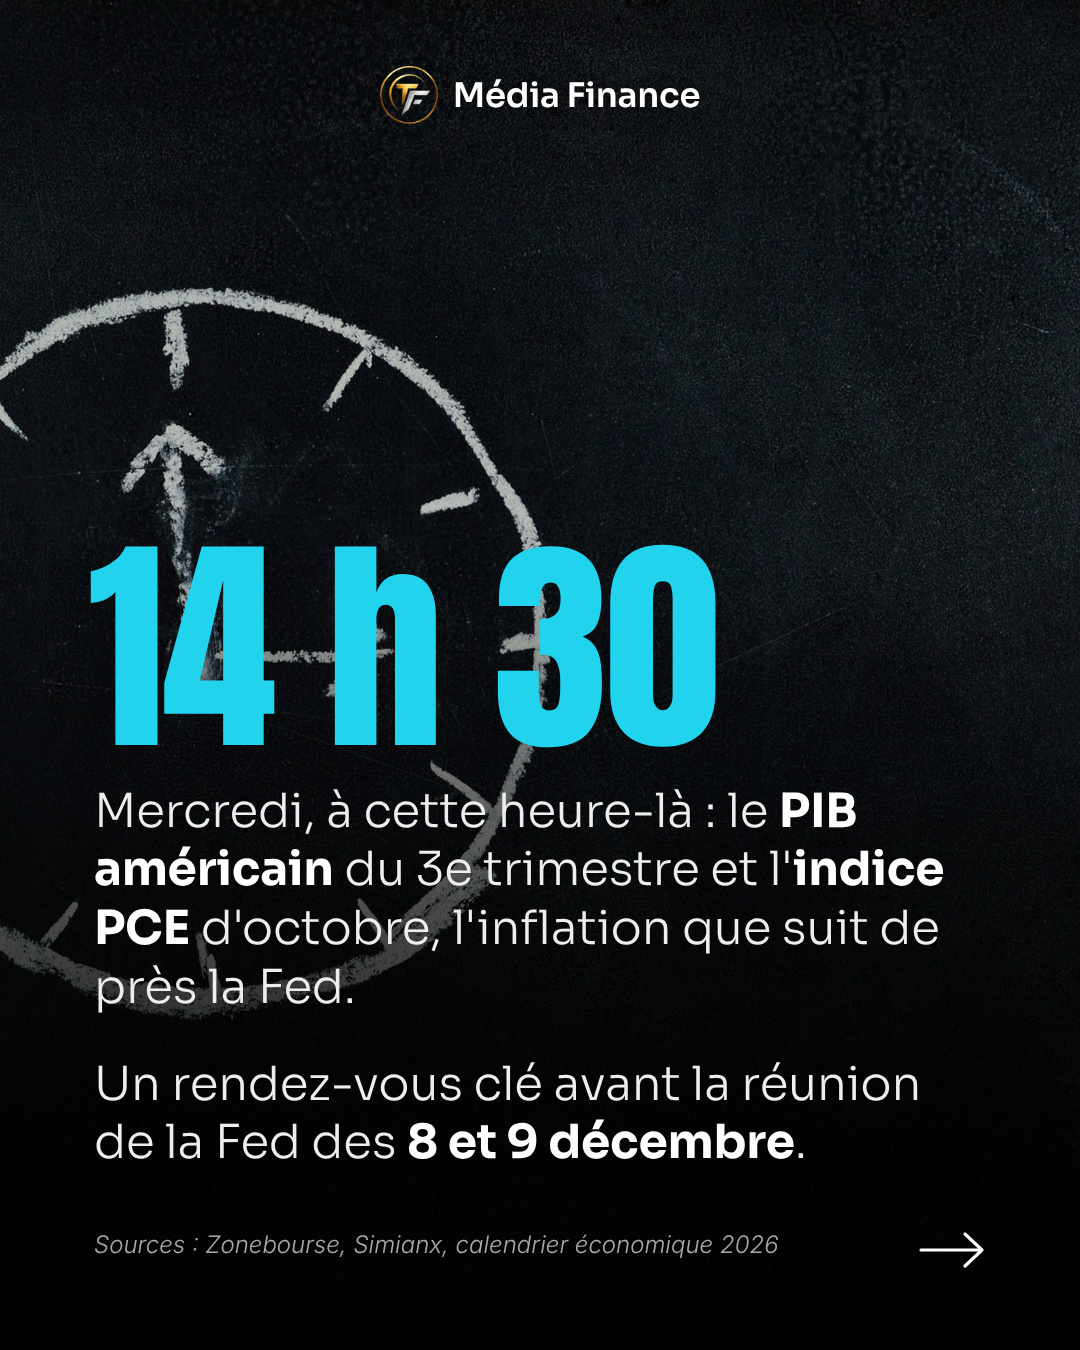 TF Média Finance
14 h 30
Mercredi, à cette heure-là : le PIB
américain du 3e trimestre et l'indice
PCE d'octobre, l'inflation que suit de
près la Fed.
Un rendez-vous clé avant la réunion
de la Fed des 8 et 9 décembre.
Sources : Zonebourse, Simianx, calendrier économique 2026